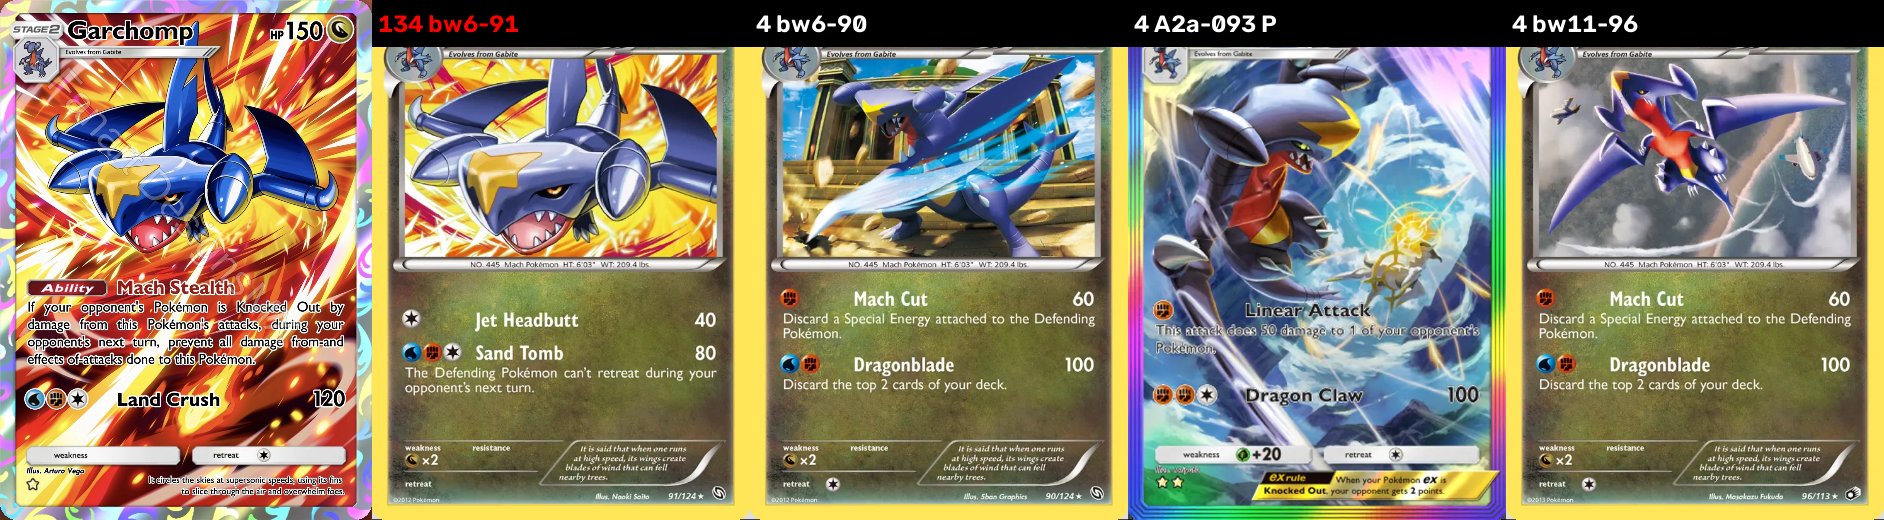 STAGE2 Garchomp HP150
Evolves from Gabite
Ability Mach Stealth
If your opponent's Pokémon is Knocked Out by
damage from this Pokémon's attacks, during your
opponent's next turn, prevent all damage from-and
effects of-attacks done to this Pokémon.
Land Crush 120
weakness retreat
Illus. Arturo Vega
It circles the skies at supersonic speeds, using its fins
to slice through the air and overwhelm foes.
134 bw6-91
Evolves from Gabite
NO. 445 Mach Pokémon HT: 6'03" WT: 209.4 lbs.
Jet Headbutt 40
Sand Tomb 80
The Defending Pokémon can't retreat during your
opponent's next turn.
weakness resistance
×2
retreat
It is said that when one runs
at high speed, its wings create
blades of wind that can fell
nearby trees.
©2012 Pokémon Illus. Naoki Saito 91/124 ★
4 bw6-90
Evolves from Gabite
NO. 445 Mach Pokémon HT: 6'03" WT: 209.4 lbs.
Mach Cut 60
Discard a Special Energy attached to the Defending
Pokémon.
Dragonblade 100
Discard the top 2 cards of your deck.
weakness resistance
×2
retreat
It is said that when one runs
at high speed, its wings create
blades of wind that can fell
nearby trees.
©2012 Pokémon Illus. 5ban Graphics 90/124 ★
4 A2a-093 P
Evolves from Gabite
Linear Attack
This attack does 50 damage to 1 of your opponent's
Pokémon.
Dragon Claw 100
weakness +20 retreat
ex rule When your Pokémon ex is
Knocked Out, your opponent gets 2 points.
4 bw11-96
Evolves from Gabite
NO. 445 Mach Pokémon HT: 6'03" WT: 209.4 lbs.
Mach Cut 60
Discard a Special Energy attached to the Defending
Pokémon.
Dragonblade 100
Discard the top 2 cards of your deck.
weakness resistance
×2
retreat
It is said that when one runs
at high speed, its wings create
blades of wind that can fell
nearby trees.
©2013 Pokémon Illus. Masakazu Fukuda 96/113 ★